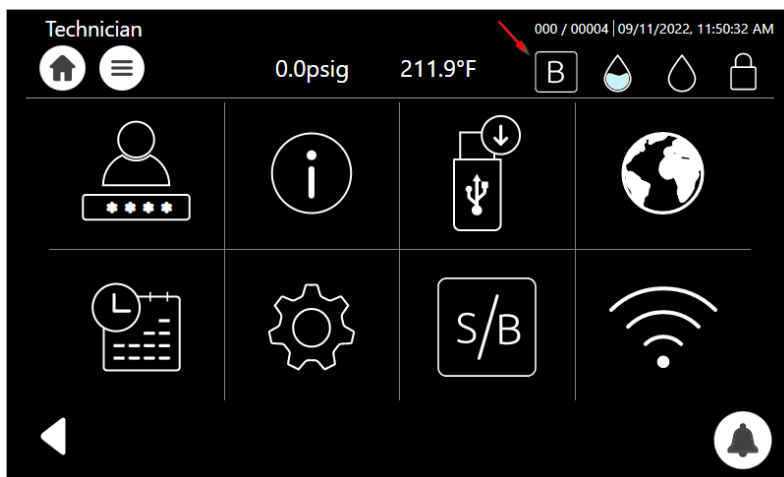 Technician
000 / 00004 | 09/11/2022, 11:50:32 AM
0.0psig 211.9°F B
****
i
L
S/B